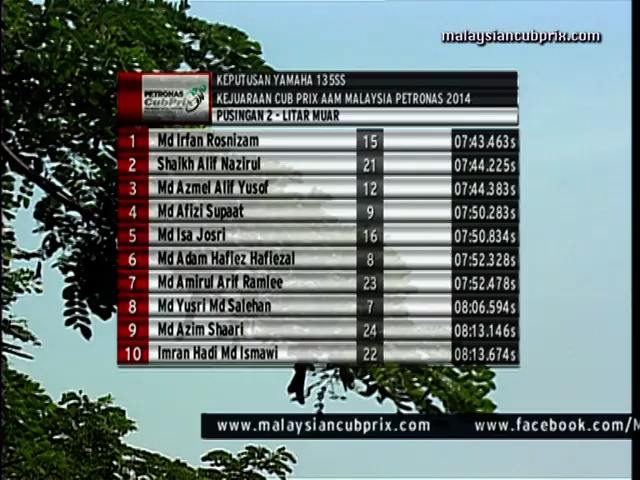 malaysiancubprix.com
KEPUTUSAN YAMAHA 135SS
PETRONAS
CubPrix
KEJUARAAN CUB PRIX AAM MALAYSIA PETRONAS 2014
PUSINGAN 2 - LITAR MUAR
1 Md Irfan Rosnizam 15 07:43.463s
2 Shaikh Alif Nazirul 21 07:44.225s
3 Md Azmel Alif Yusof 12 07:44.383s
4 Md Afizi Supaat 9 07:50.283s
5 Md Isa Josri 16 07:50.834s
6 Md Adam Hafiez Hafiezal 8 07:52.328s
7 Md Amirul Arif Ramlee 23 07:52.478s
8 Md Yusri Md Salehan 7 08:06.594s
9 Md Azim Shaari 24 08:13.146s
10 Imran Hadi Md Ismawi 22 08:13.674s
www.malaysiancubprix.com www.facebook.com/M